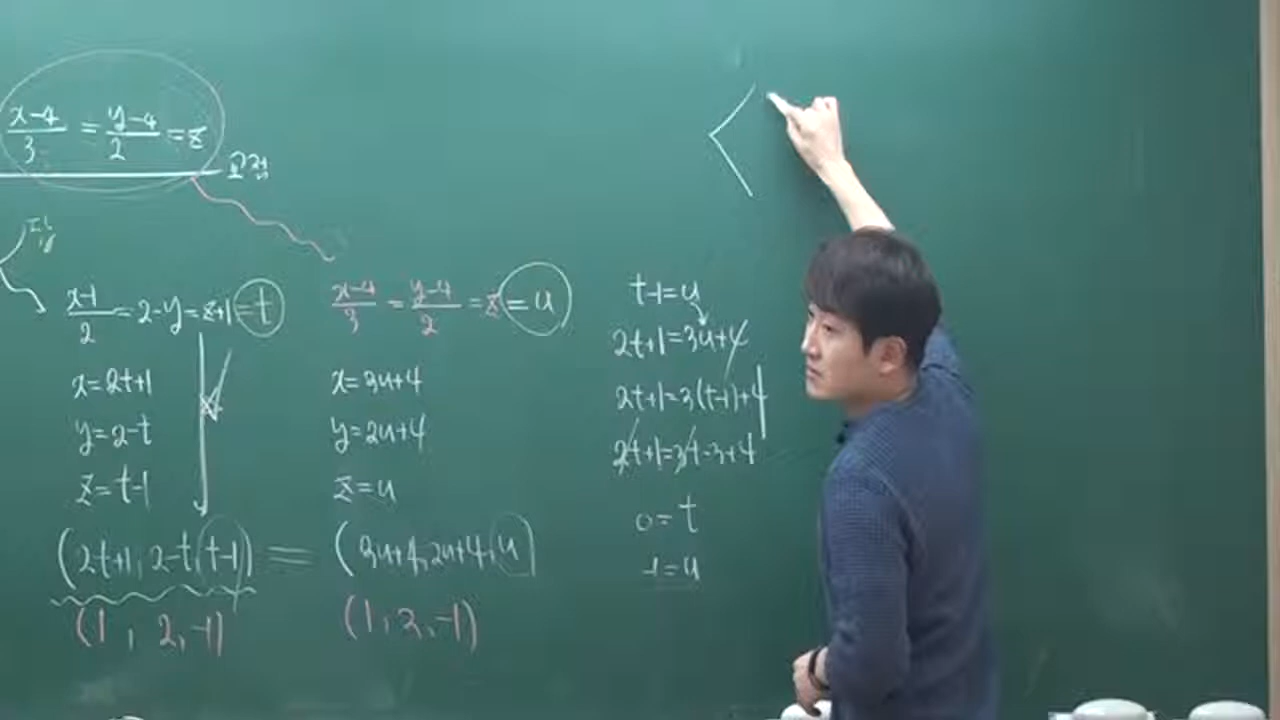 (x-4)/3 = (y-4)/2 = z
교점
(x-1)/2 = 2-y = z+1 = t
x=2t+1
y=2-t
z=t-1
(2t+1, 2-t, t-1) = (3u+4, 2u+4, u)
(1, 2, -1)
(x-4)/3 = (y-4)/2 = z = u
x=3u+4
y=2u+4
z=u
(1, 2, -1)
t-1=u
2t+1=3u+4
2t+1=3(t-1)+4
2t+1=3t-3+4
0=t
-1=u